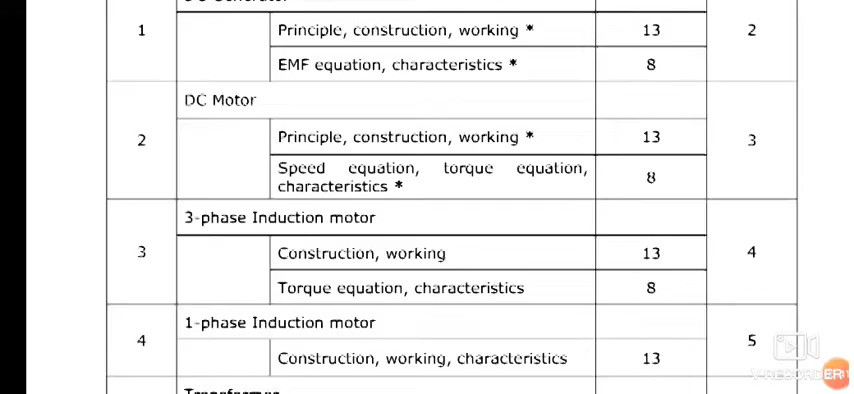 1
Principle, construction, working *
13
2
EMF equation, characteristics *
8
DC Motor
2
Principle, construction, working *
13
3
Speed equation, torque equation,
characteristics *
8
3-phase Induction motor
3
Construction, working
13
4
Torque equation, characteristics
8
1-phase Induction motor
4
Construction, working, characteristics
13
5
V.RECORDER